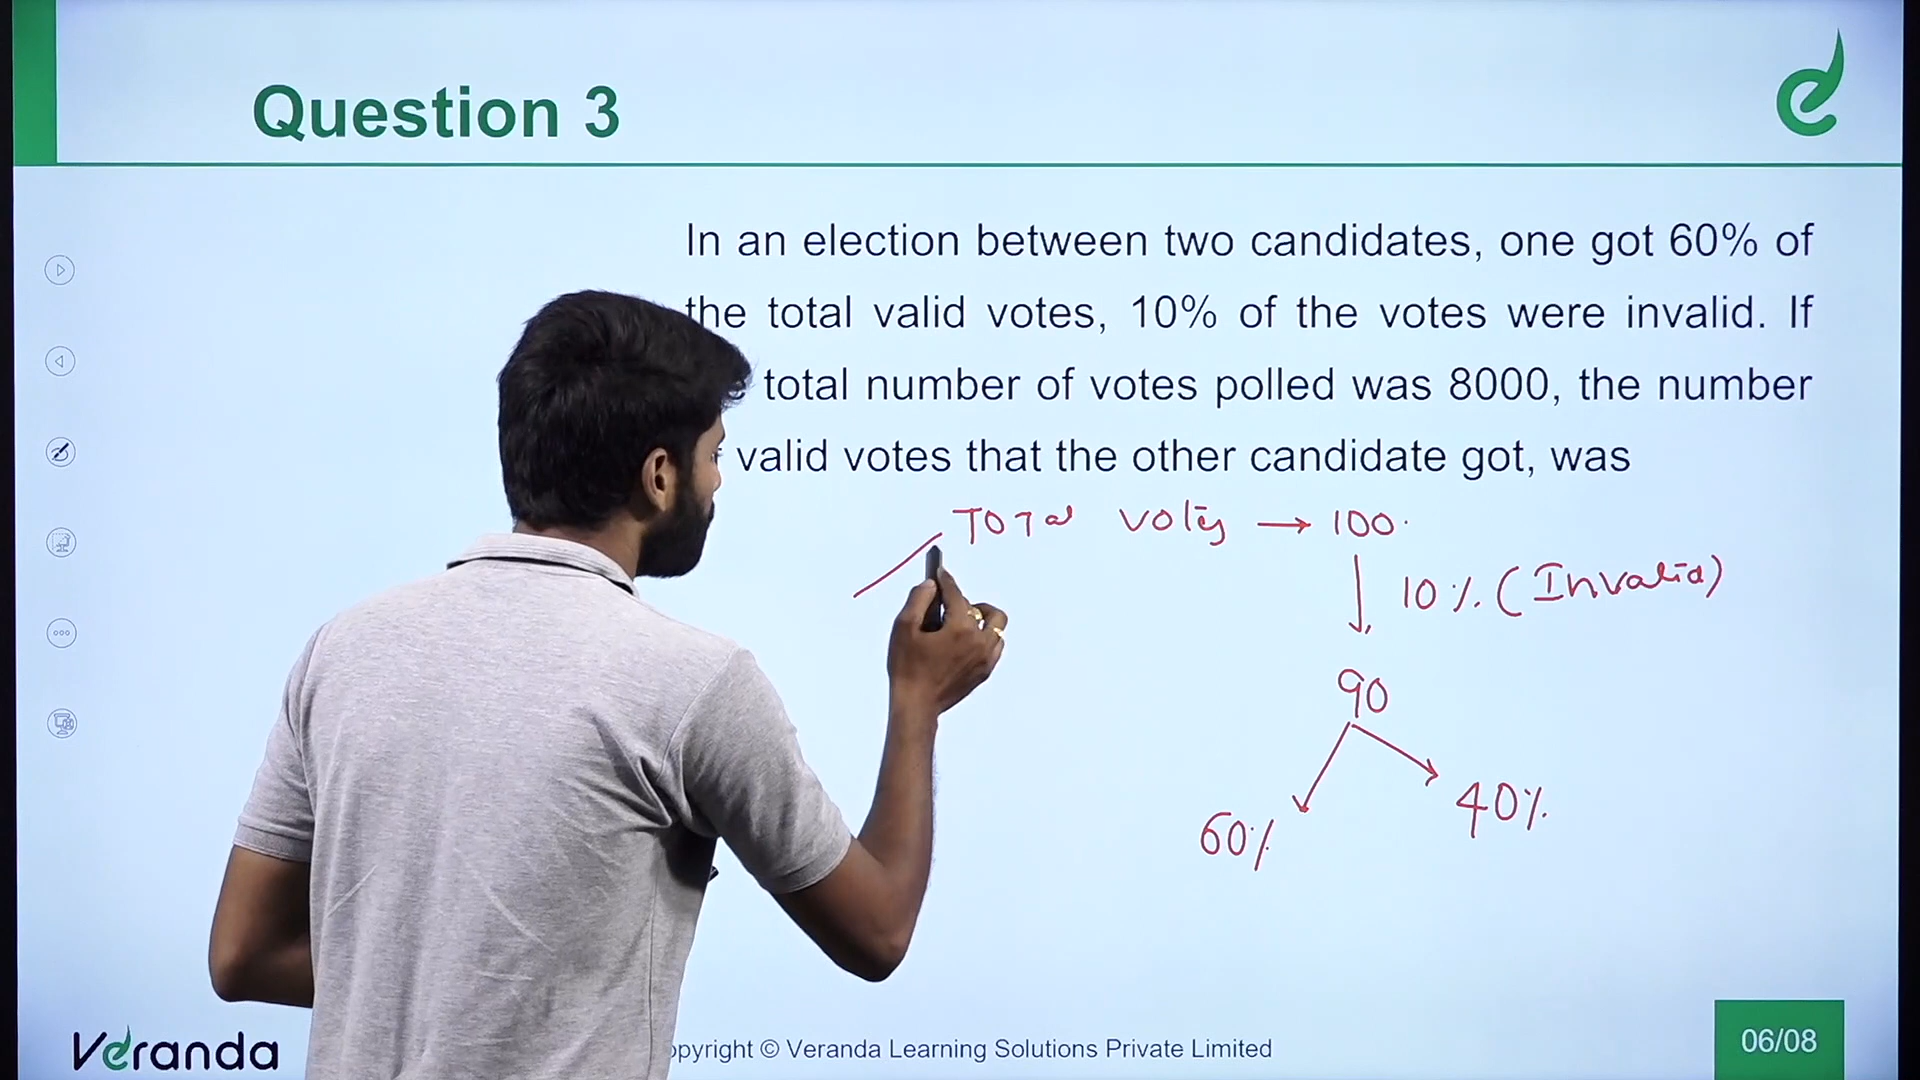 Question 3
In an election between two candidates, one got 60% of
the total valid votes, 10% of the votes were invalid. If
total number of votes polled was 8000, the number
valid votes that the other candidate got, was
Total votes → 100
10% (Invalid)
90
60%
40%
Veranda
opyright © Veranda Learning Solutions Private Limited
06/08